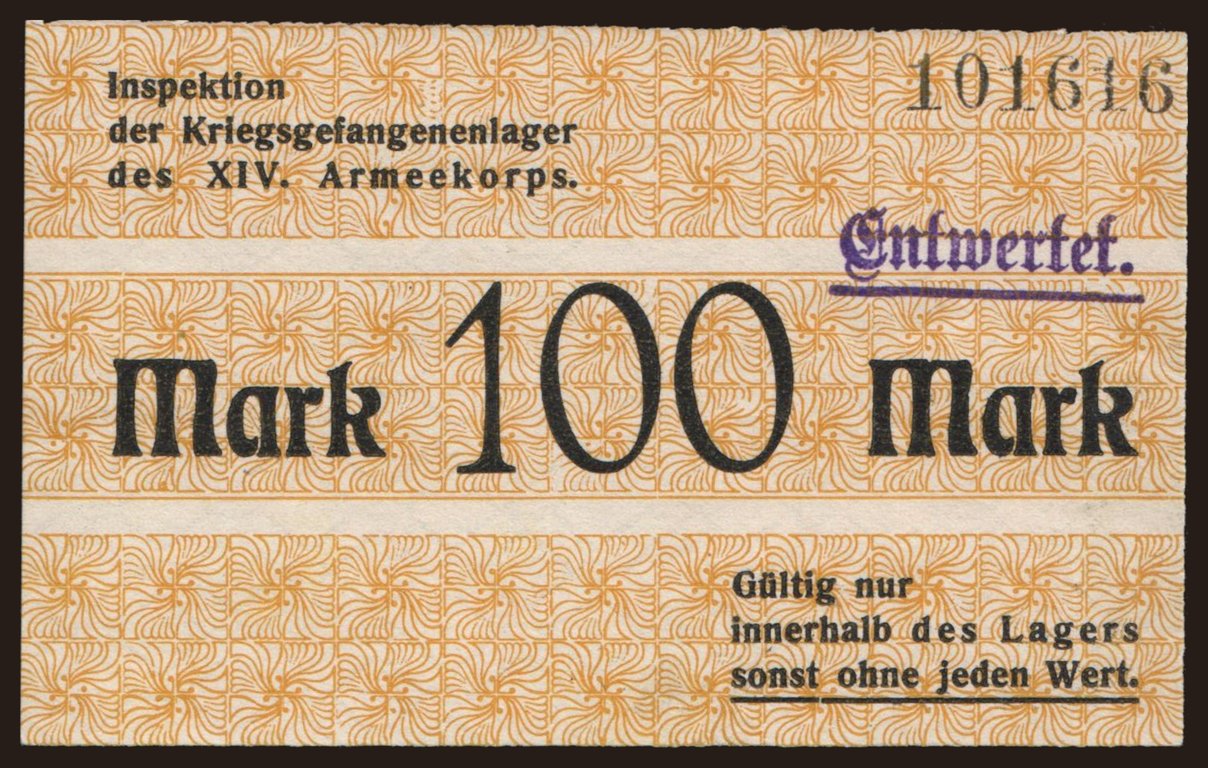 Inspektion
der Kriegsgefangenenlager
des XIV. Armeekorps.
101616
Entwertet.
Mark 100 Mark
Gültig nur
innerhalb des Lagers
sonst ohne jeden Wert.